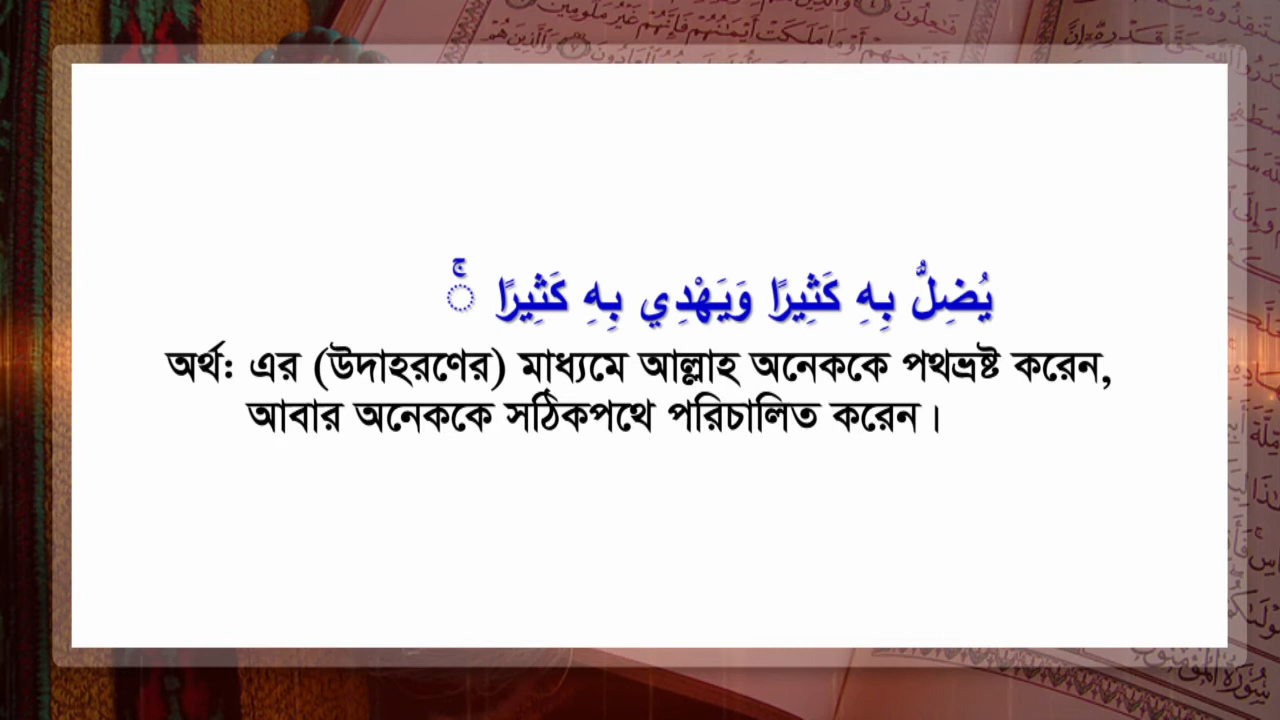 يُضِلُّ بِهِ كَثِيرًا وَيَهْدِي بِهِ كَثِيرًا ۚ
অর্থ: এর (উদাহরণের) মাধ্যমে আল্লাহ অনেককে পথভ্রষ্ট করেন,
আবার অনেককে সঠিকপথে পরিচালিত করেন।